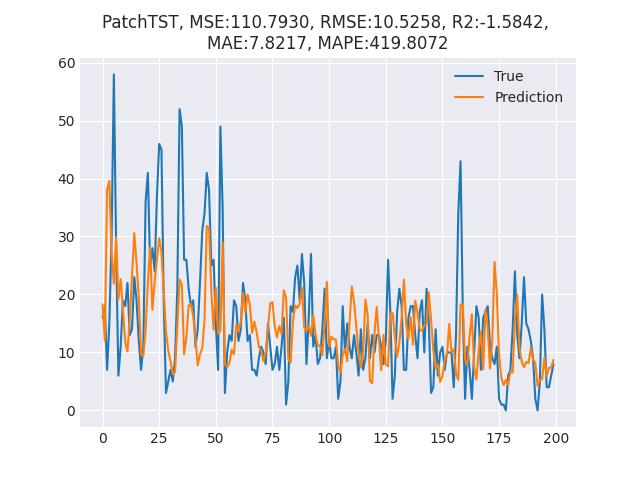 PatchTST, MSE:110.7930, RMSE:10.5258, R2:-1.5842,
MAE:7.8217, MAPE:419.8072
True
Prediction
60
50
40
30
20
10
0
0 25 50 75 100 125 150 175 200